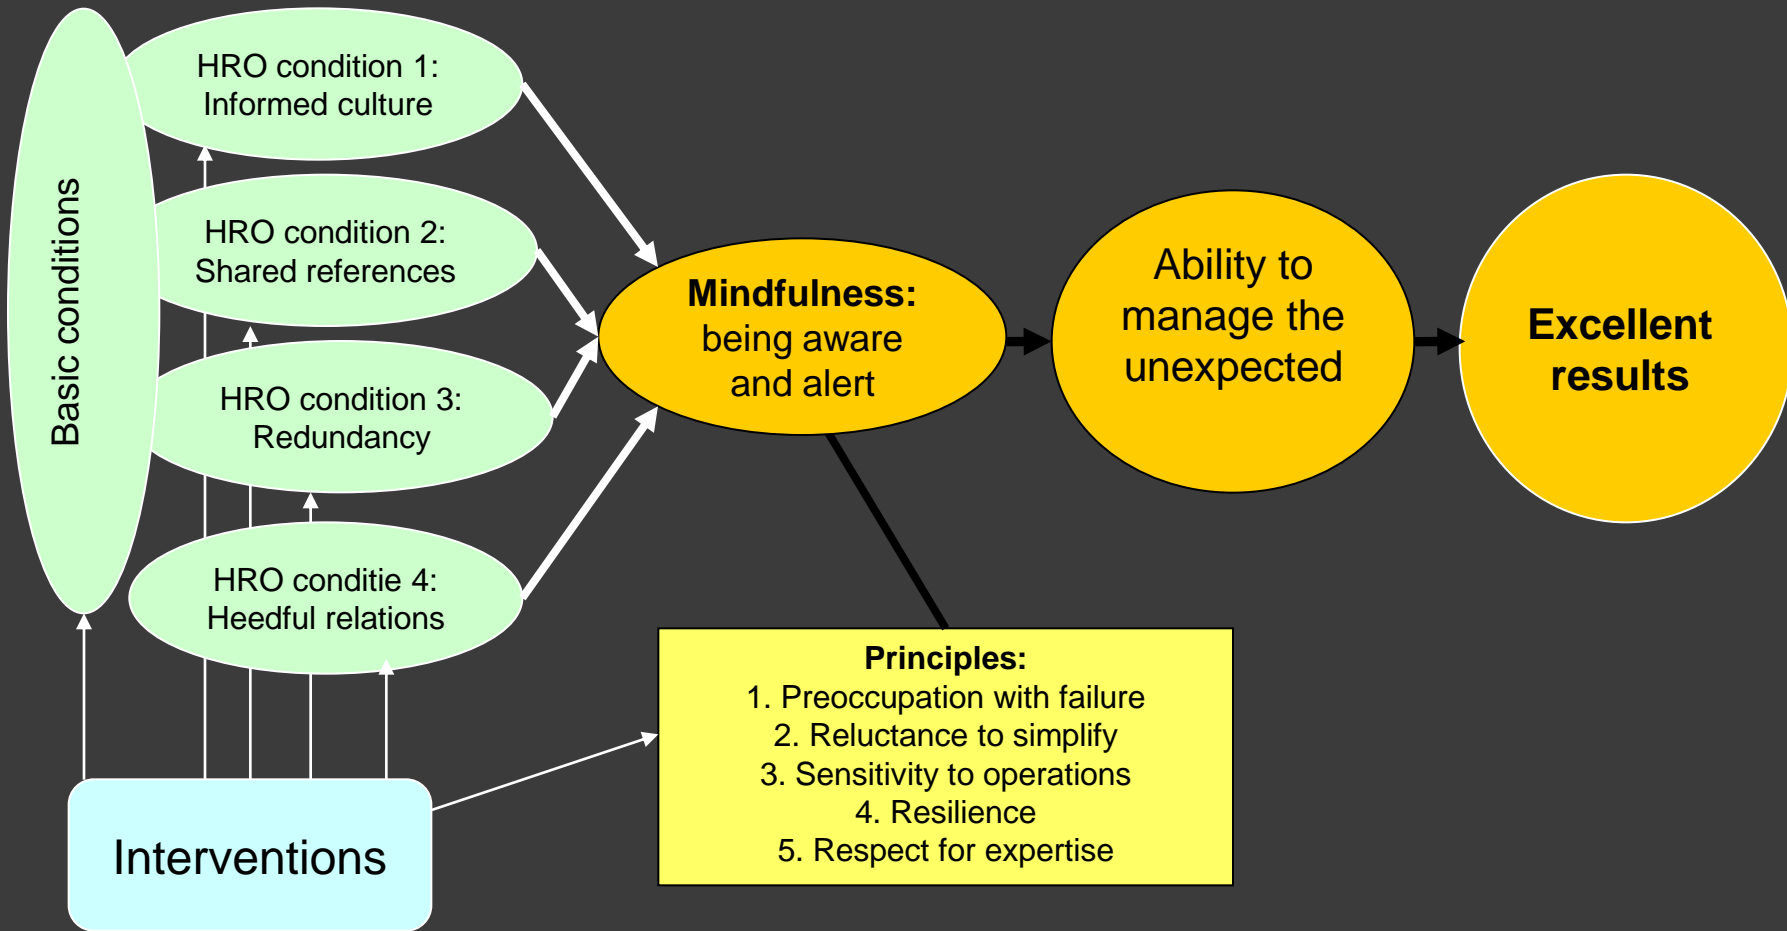 Basic conditions
HRO condition 1:
Informed culture
HRO condition 2:
Shared references
HRO condition 3:
Redundancy
HRO conditie 4:
Heedful relations
Interventions
Mindfulness:
being aware
and alert
Principles:
1. Preoccupation with failure
2. Reluctance to simplify
3. Sensitivity to operations
4. Resilience
5. Respect for expertise
Ability to
manage the
unexpected
Excellent
results